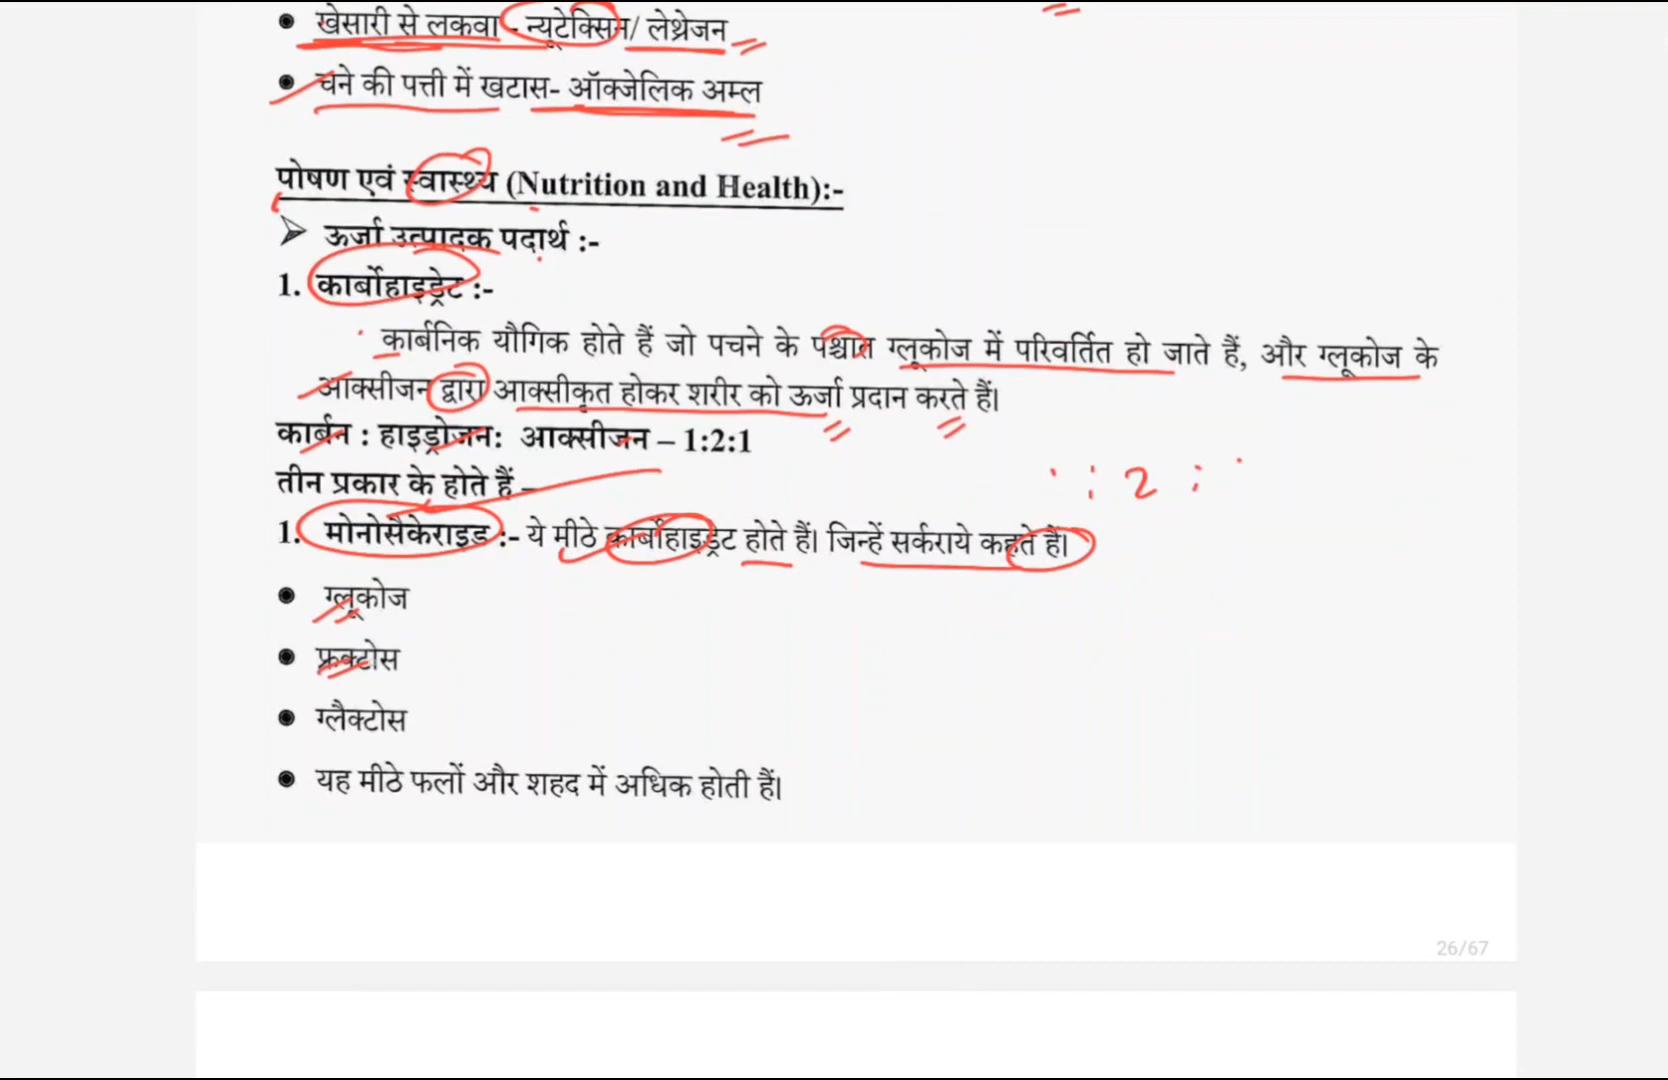 खेसारी से लकवा - न्यूटेक्सिम/ लेथ्रेजन
चने की पत्ती में खटास- ऑक्जेलिक अम्ल
पोषण एवं स्वास्थ्य (Nutrition and Health):-
ऊर्जा उत्पादक पदार्थ :-
1. कार्बोहाइड्रेट :-
कार्बनिक यौगिक होते हैं जो पचने के पश्चात ग्लूकोज में परिवर्तित हो जाते हैं, और ग्लूकोज के
आक्सीजन द्वारा आक्सीकृत होकर शरीर को ऊर्जा प्रदान करते हैं।
कार्बन : हाइड्रोजन: आक्सीजन – 1:2:1
: 2 :
तीन प्रकार के होते हैं –
1. मोनोसैकेराइड :- ये मीठे कार्बोहाइड्रेट होते हैं। जिन्हें सर्कराये कहते हैं।
ग्लूकोज
फ्रक्टोस
ग्लैक्टोस
यह मीठे फलों और शहद में अधिक होती हैं।
26/67